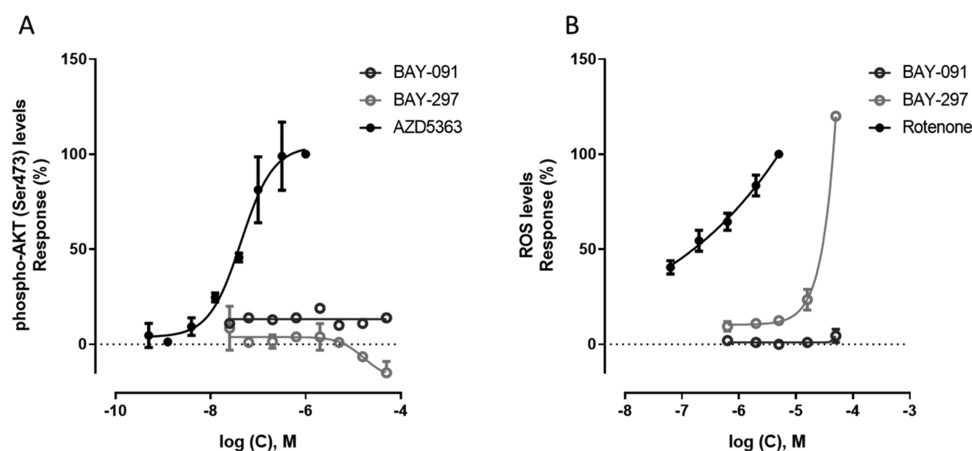 A
phospho-AKT (Ser473) levels
Response (%)
150
100
50
0
-10
-8
-6
-4
log (C), M
BAY-091
BAY-297
AZD5363
B
ROS levels
Response (%)
150
100
50
0
-8
-7
-6
-5
-4
-3
log (C), M
BAY-091
BAY-297
Rotenone